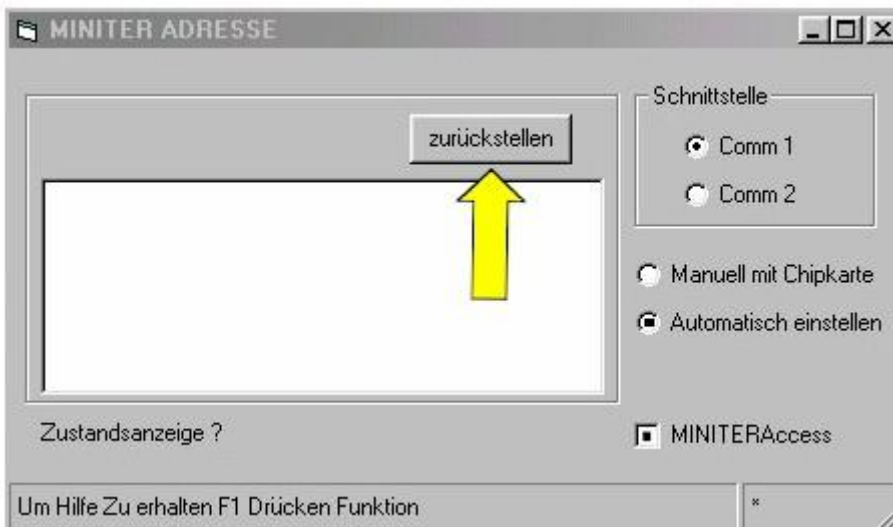 MINITER ADRESSE
zurückstellen
Schnittstelle
Comm 1
Comm 2
Manuell mit Chipkarte
Automatisch einstellen
Zustandsanzeige ?
MINITERAccess
Um Hilfe Zu erhalten F1 Drücken Funktion
*